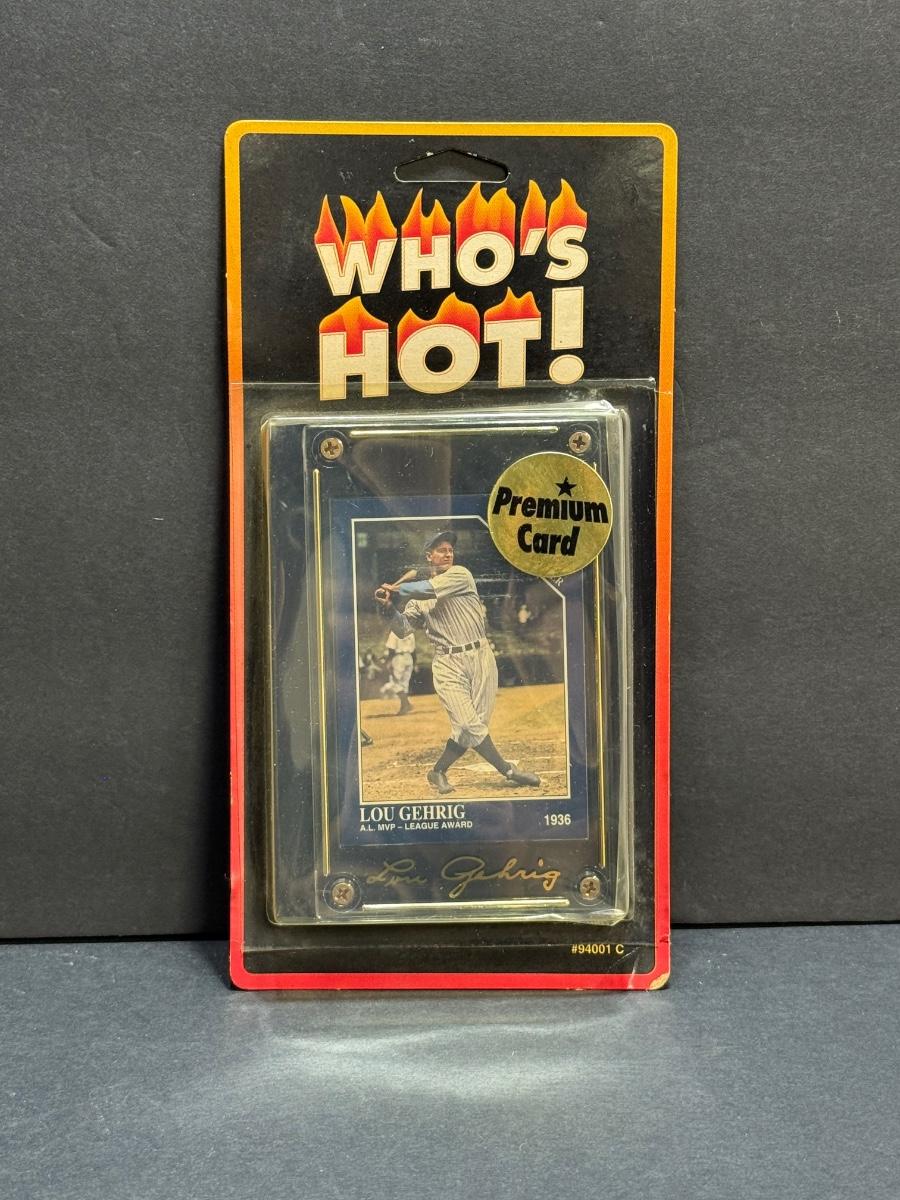 WHO'S
HOT!
Premium
Card
LOU GEHRIG
A.L. MVP – LEAGUE AWARD
1936
Lou Gehrig
#94001 C